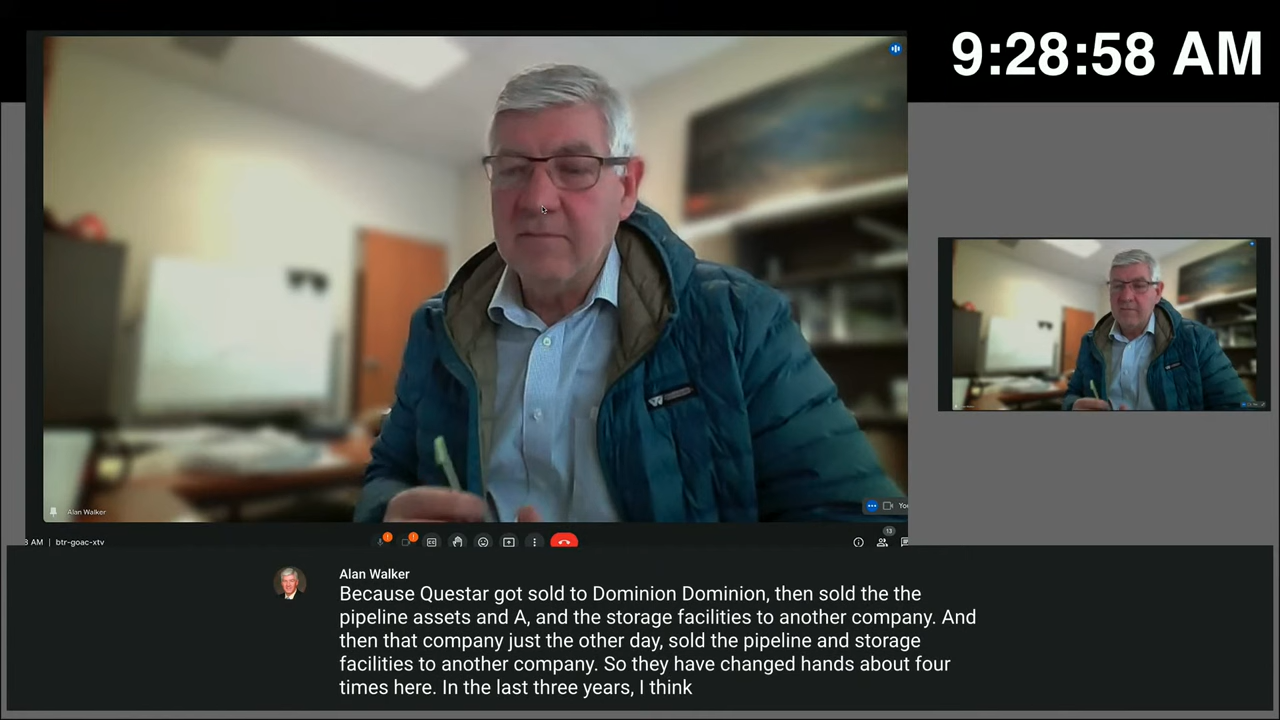 9:28:58 AM
Alan Walker
You
8 AM | btr-goac-xtv
13
Alan Walker
Because Questar got sold to Dominion Dominion, then sold the the
pipeline assets and A, and the storage facilities to another company. And
then that company just the other day, sold the pipeline and storage
facilities to another company. So they have changed hands about four
times here. In the last three years, I think